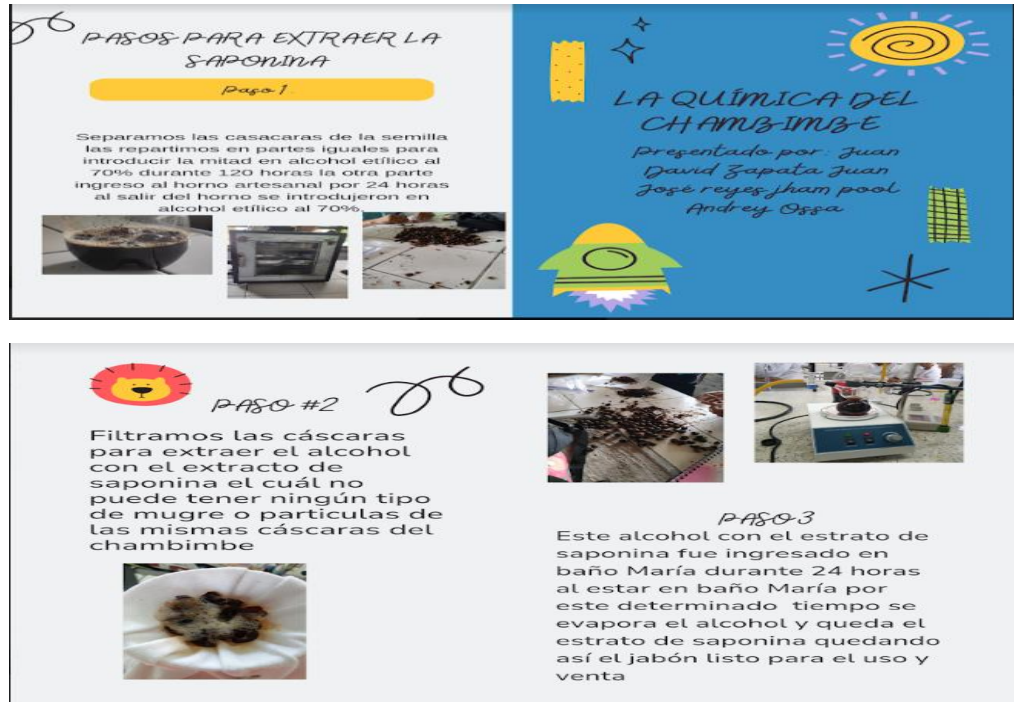 PASOS PARA EXTRAER LA
SAPONINA
Paso 1.
Separamos las casacaras de la semilla
las repartimos en partes iguales para
introducir la mitad en alcohol etílico al
70% durante 120 horas la otra parte
ingreso al horno artesanal por 24 horas
al salir del horno se introdujeron en
alcohol etílico al 70%.
LA QUÍMICA DEL
CHAMBIMBE
Presentado por: Juan
David Zapata Juan
José reyes jham pool
Andrey Ossa
PASO #2
Filtramos las cáscaras
para extraer el alcohol
con el extracto de
saponina el cuál no
puede tener ningún tipo
de mugre o particulas de
las mismas cáscaras del
chambimbe
PASO 3
Este alcohol con el estrato de
saponina fue ingresado en
baño María durante 24 horas
al estar en baño María por
este determinado tiempo se
evapora el alcohol y queda el
estrato de saponina quedando
así el jabón listo para el uso y
venta